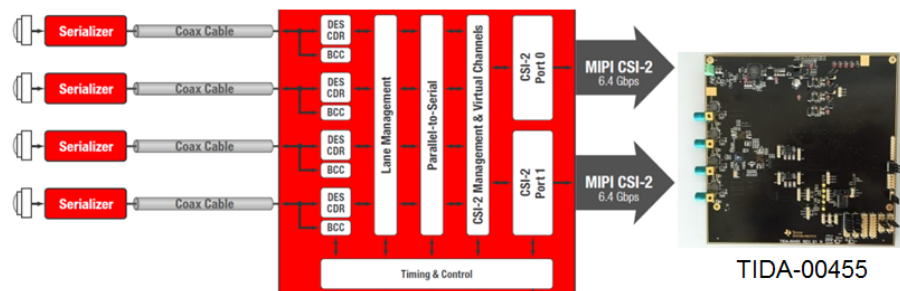 Serializer
Coax Cable
DES
CDR
BCC
Serializer
Coax Cable
DES
CDR
BCC
Serializer
Coax Cable
DES
CDR
BCC
Serializer
Coax Cable
DES
CDR
BCC
Lane Management
Parallel-to-Serial
CSI-2 Management & Virtual Channels
CSI-2
Port 0
CSI-2
Port 1
Timing & Control
MIPI CSI-2
6.4 Gbps
MIPI CSI-2
6.4 Gbps
TIDA-00455